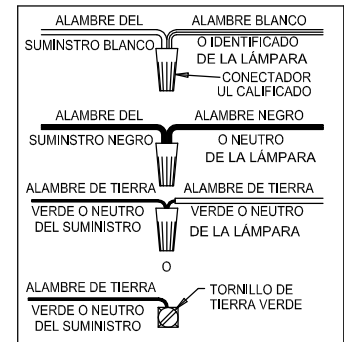 ALAMBRE DEL ALAMBRE BLANCO
SUMINSTRO BLANCO O IDENTIFICADO
DE LA LÁMPARA
CONECTADOR
UL CALIFICADO
ALAMBRE DEL ALAMBRE NEGRO
SUMINSTRO NEGRO O NEUTRO
DE LA LÁMPARA
ALAMBRE DE TIERRA ALAMBRE DE TIERRA
VERDE O NEUTRO VERDE O NEUTRO
DEL SUMINISTRO DE LA LÁMPARA
O
ALAMBRE DE TIERRA TORNILLO DE
VERDE O NEUTRO TIERRA VERDE
DEL SUMINISTRO